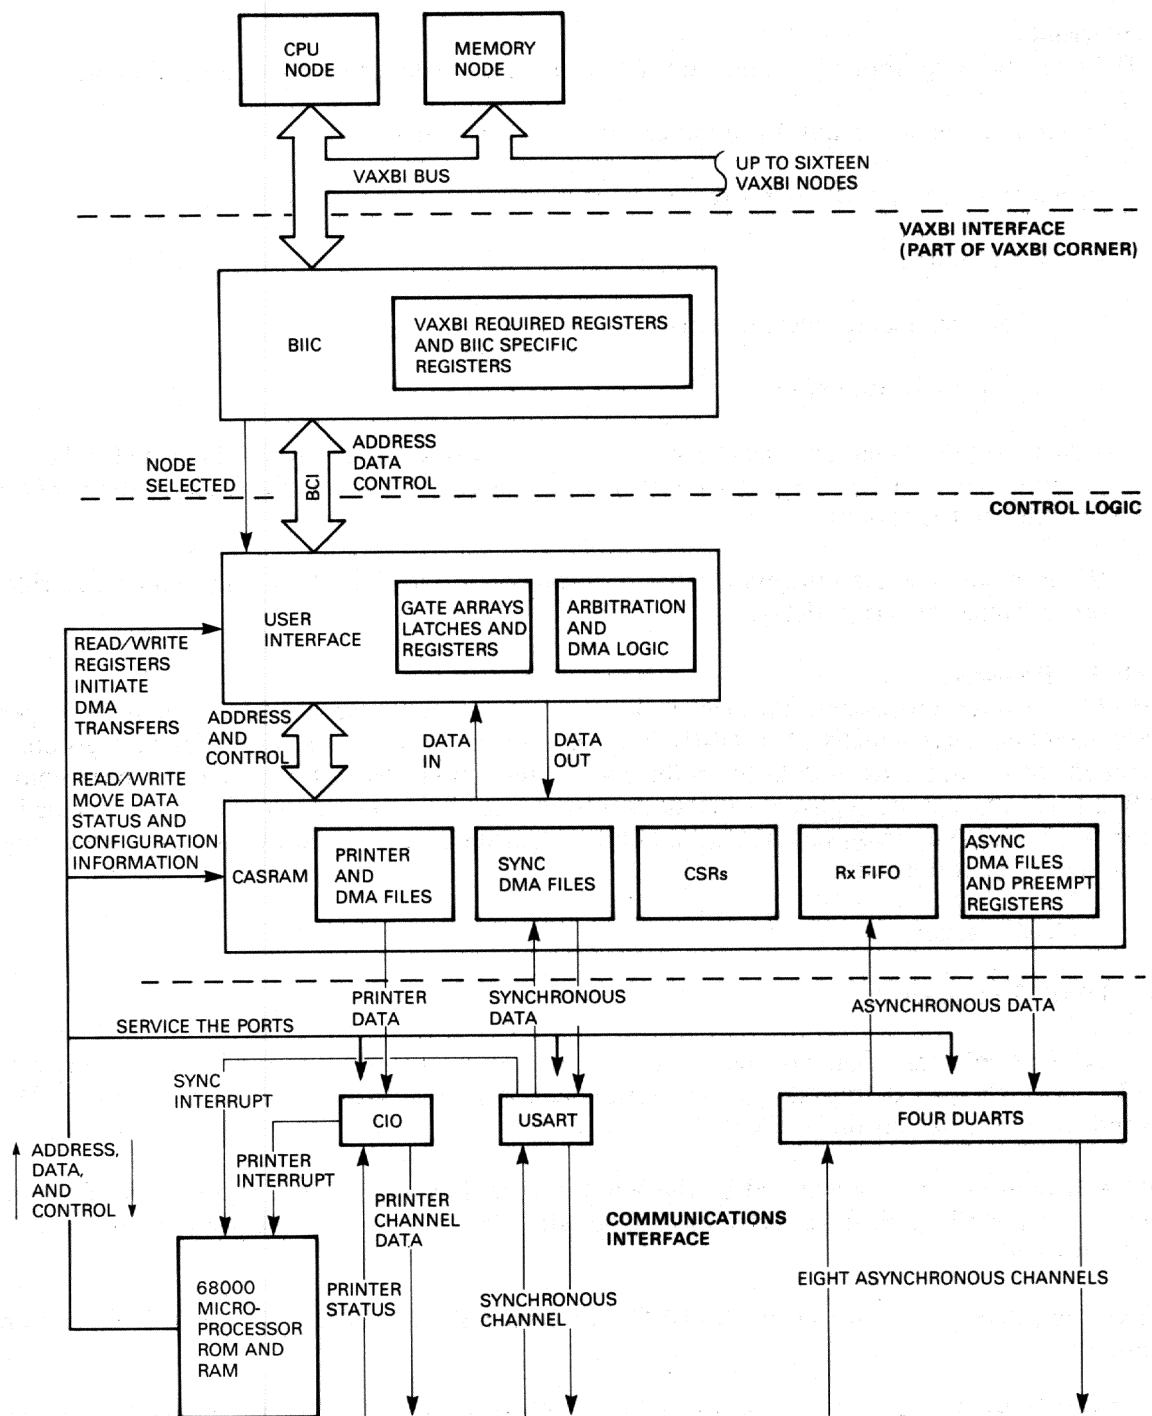 CPU
NODE
MEMORY
NODE
VAXBI BUS
UP TO SIXTEEN
VAXBI NODES
VAXBI INTERFACE
(PART OF VAXBI CORNER)
BIIC
VAXBI REQUIRED REGISTERS
AND BIIC SPECIFIC
REGISTERS
NODE
SELECTED
BCI
ADDRESS
DATA
CONTROL
CONTROL LOGIC
USER
INTERFACE
GATE ARRAYS
LATCHES AND
REGISTERS
ARBITRATION
AND
DMA LOGIC
READ/WRITE
REGISTERS
INITIATE
DMA
TRANSFERS
ADDRESS
AND
CONTROL
DATA
IN
DATA
OUT
READ/WRITE
MOVE DATA
STATUS AND
CONFIGURATION
INFORMATION
CASRAM
PRINTER
AND
DMA FILES
SYNC
DMA FILES
CSRs
Rx FIFO
ASYNC
DMA FILES
AND PREEMPT
REGISTERS
PRINTER
DATA
SYNCHRONOUS
DATA
ASYNCHRONOUS DATA
SERVICE THE PORTS
SYNC
INTERRUPT
CIO
USART
FOUR DUARTS
ADDRESS,
DATA,
AND
CONTROL
PRINTER
INTERRUPT
PRINTER
CHANNEL
DATA
COMMUNICATIONS
INTERFACE
68000
MICRO-
PROCESSOR
ROM AND
RAM
PRINTER
STATUS
SYNCHRONOUS
CHANNEL
EIGHT ASYNCHRONOUS CHANNELS